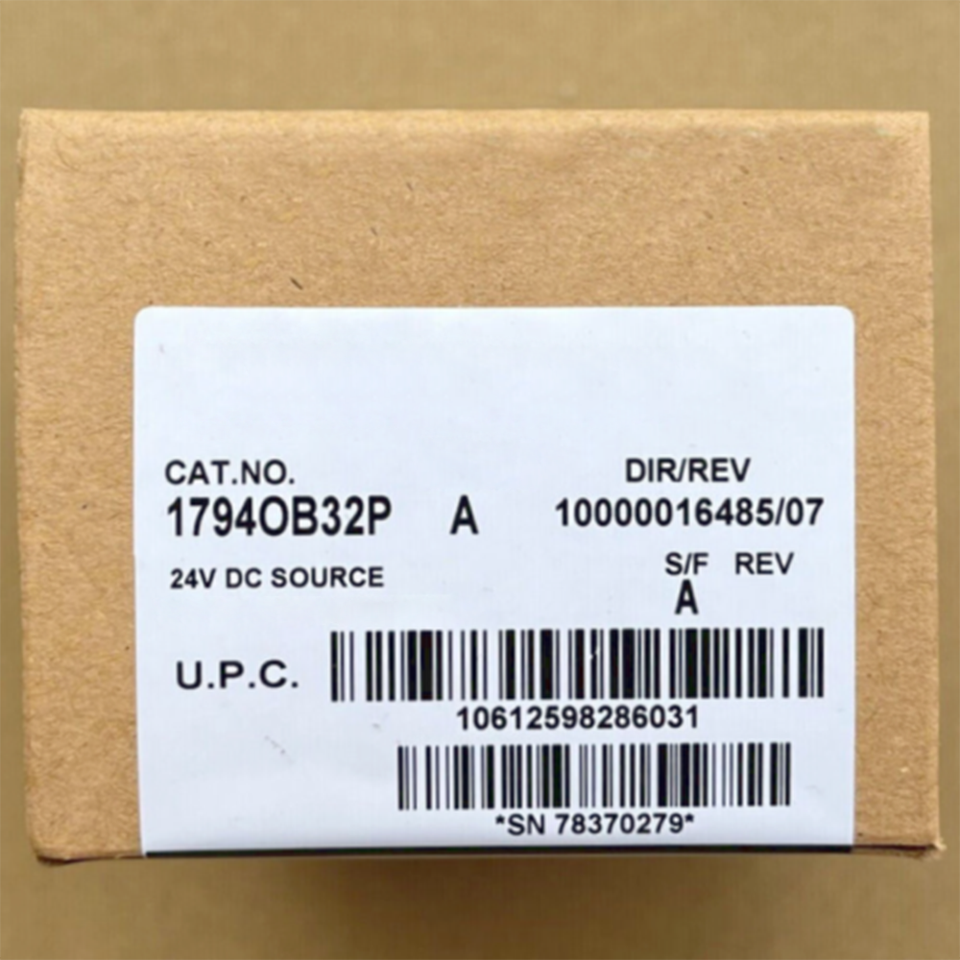 CAT.NO. DIR/REV
1794OB32P A 10000016485/07
24V DC SOURCE S/F REV
A
U.P.C.
10612598286031
*SN 78370279*